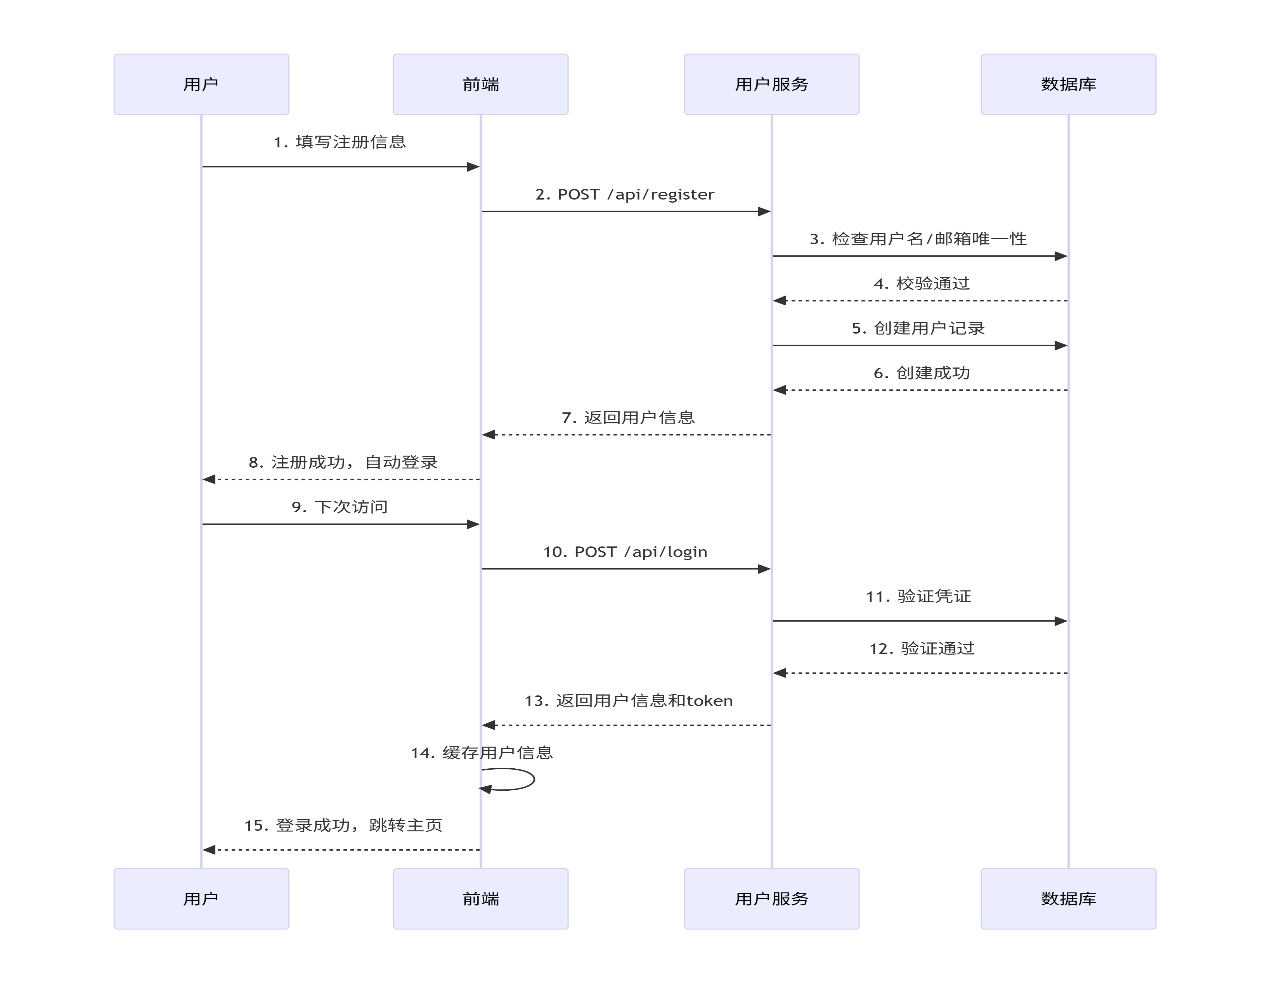 用户
前端
用户服务
数据库
1. 填写注册信息
2. POST /api/register
3. 检查用户名/邮箱唯一性
4. 校验通过
5. 创建用户记录
6. 创建成功
7. 返回用户信息
8. 注册成功，自动登录
9. 下次访问
10. POST /api/login
11. 验证凭证
12. 验证通过
13. 返回用户信息和token
14. 缓存用户信息
15. 登录成功，跳转主页
用户
前端
用户服务
数据库